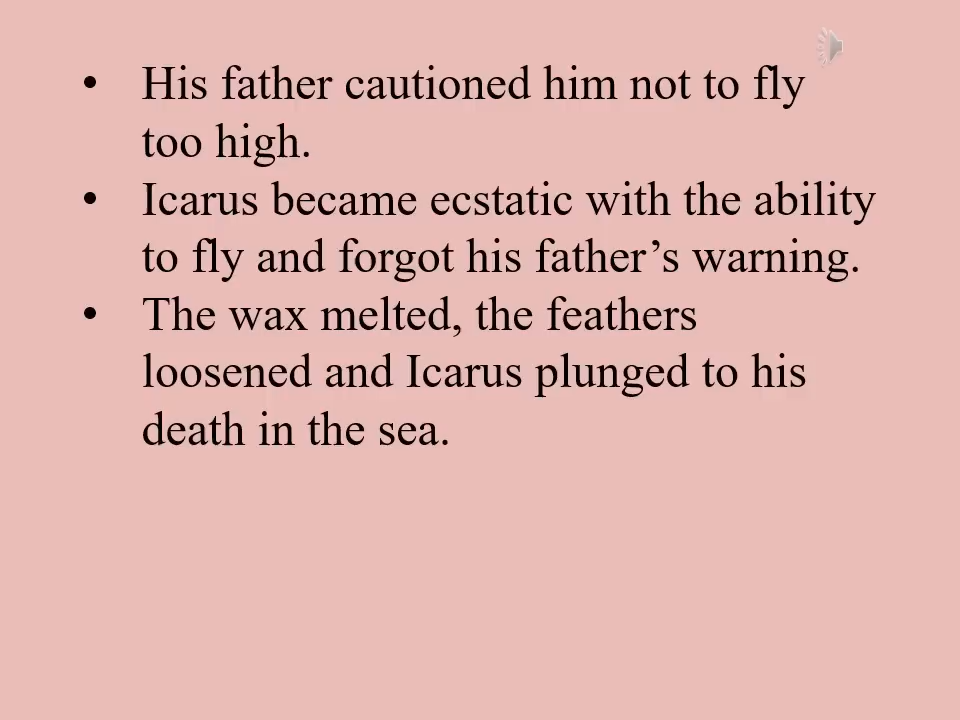 • His father cautioned him not to fly
too high.
• Icarus became ecstatic with the ability
to fly and forgot his father’s warning.
• The wax melted, the feathers
loosened and Icarus plunged to his
death in the sea.